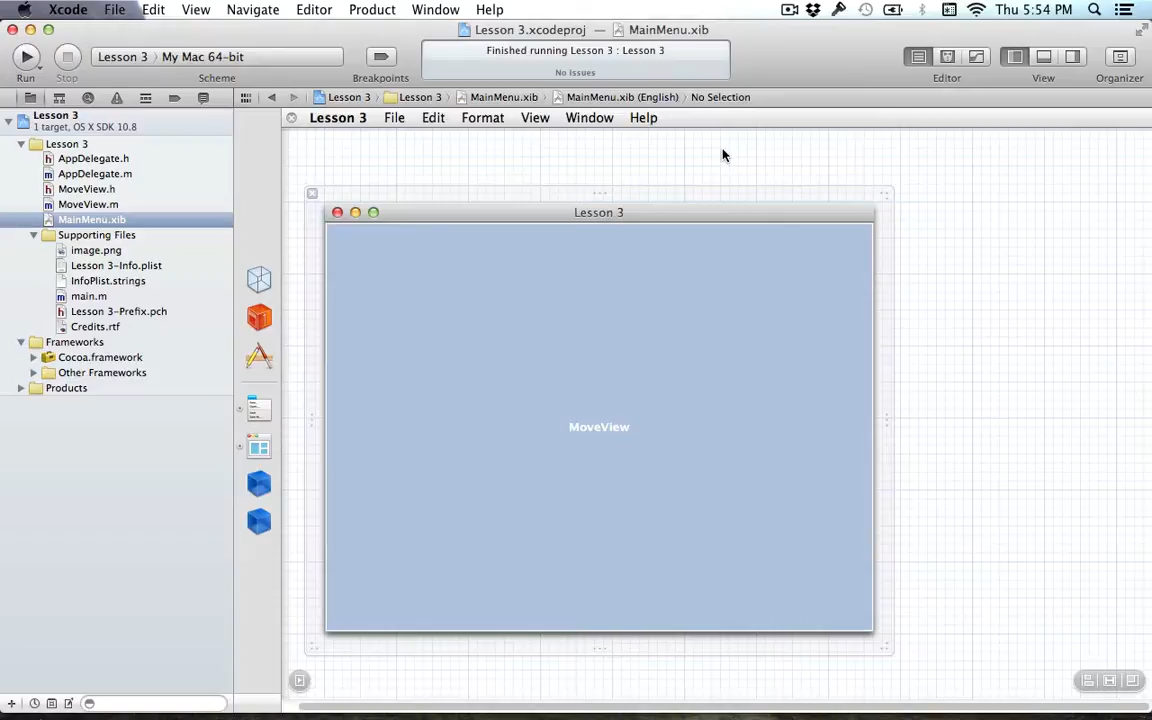 Xcode File Edit View Navigate Editor Product Window Help Thu 5:54 PM
Lesson 3.xcodeproj — MainMenu.xib
Lesson 3 My Mac 64-bit
Finished running Lesson 3 : Lesson 3
No Issues
Run Stop Scheme Breakpoints Editor View Organizer
Lesson 3 Lesson 3 MainMenu.xib MainMenu.xib (English) No Selection
Lesson 3
1 target, OS X SDK 10.8
Lesson 3
AppDelegate.h
AppDelegate.m
MoveView.h
MoveView.m
MainMenu.xib
Supporting Files
image.png
Lesson 3-Info.plist
InfoPlist.strings
main.m
Lesson 3-Prefix.pch
Credits.rtf
Frameworks
Cocoa.framework
Other Frameworks
Products
Lesson 3 File Edit Format View Window Help
Lesson 3
MoveView